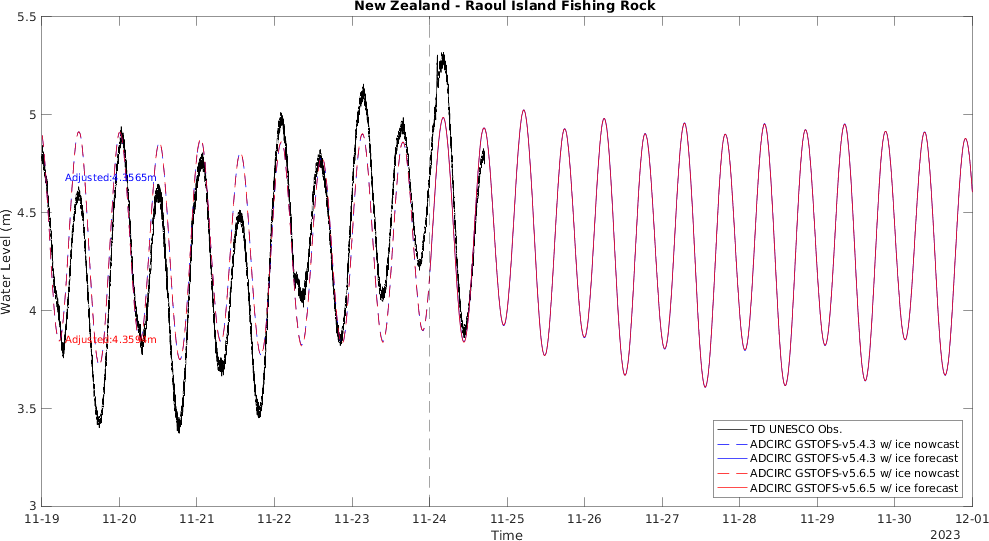 New Zealand - Raoul Island Fishing Rock
5.5
5
4.5
4
3.5
3
Water Level (m)
Adjusted:4.3565m
Adjusted:4.3594m
TD UNESCO Obs.
ADCIRC GSTOFS-v5.4.3 w/ ice nowcast
ADCIRC GSTOFS-v5.4.3 w/ ice forecast
ADCIRC GSTOFS-v5.6.5 w/ ice nowcast
ADCIRC GSTOFS-v5.6.5 w/ ice forecast
11-19 11-20 11-21 11-22 11-23 11-24 11-25 11-26 11-27 11-28 11-29 11-30 12-01
Time
2023